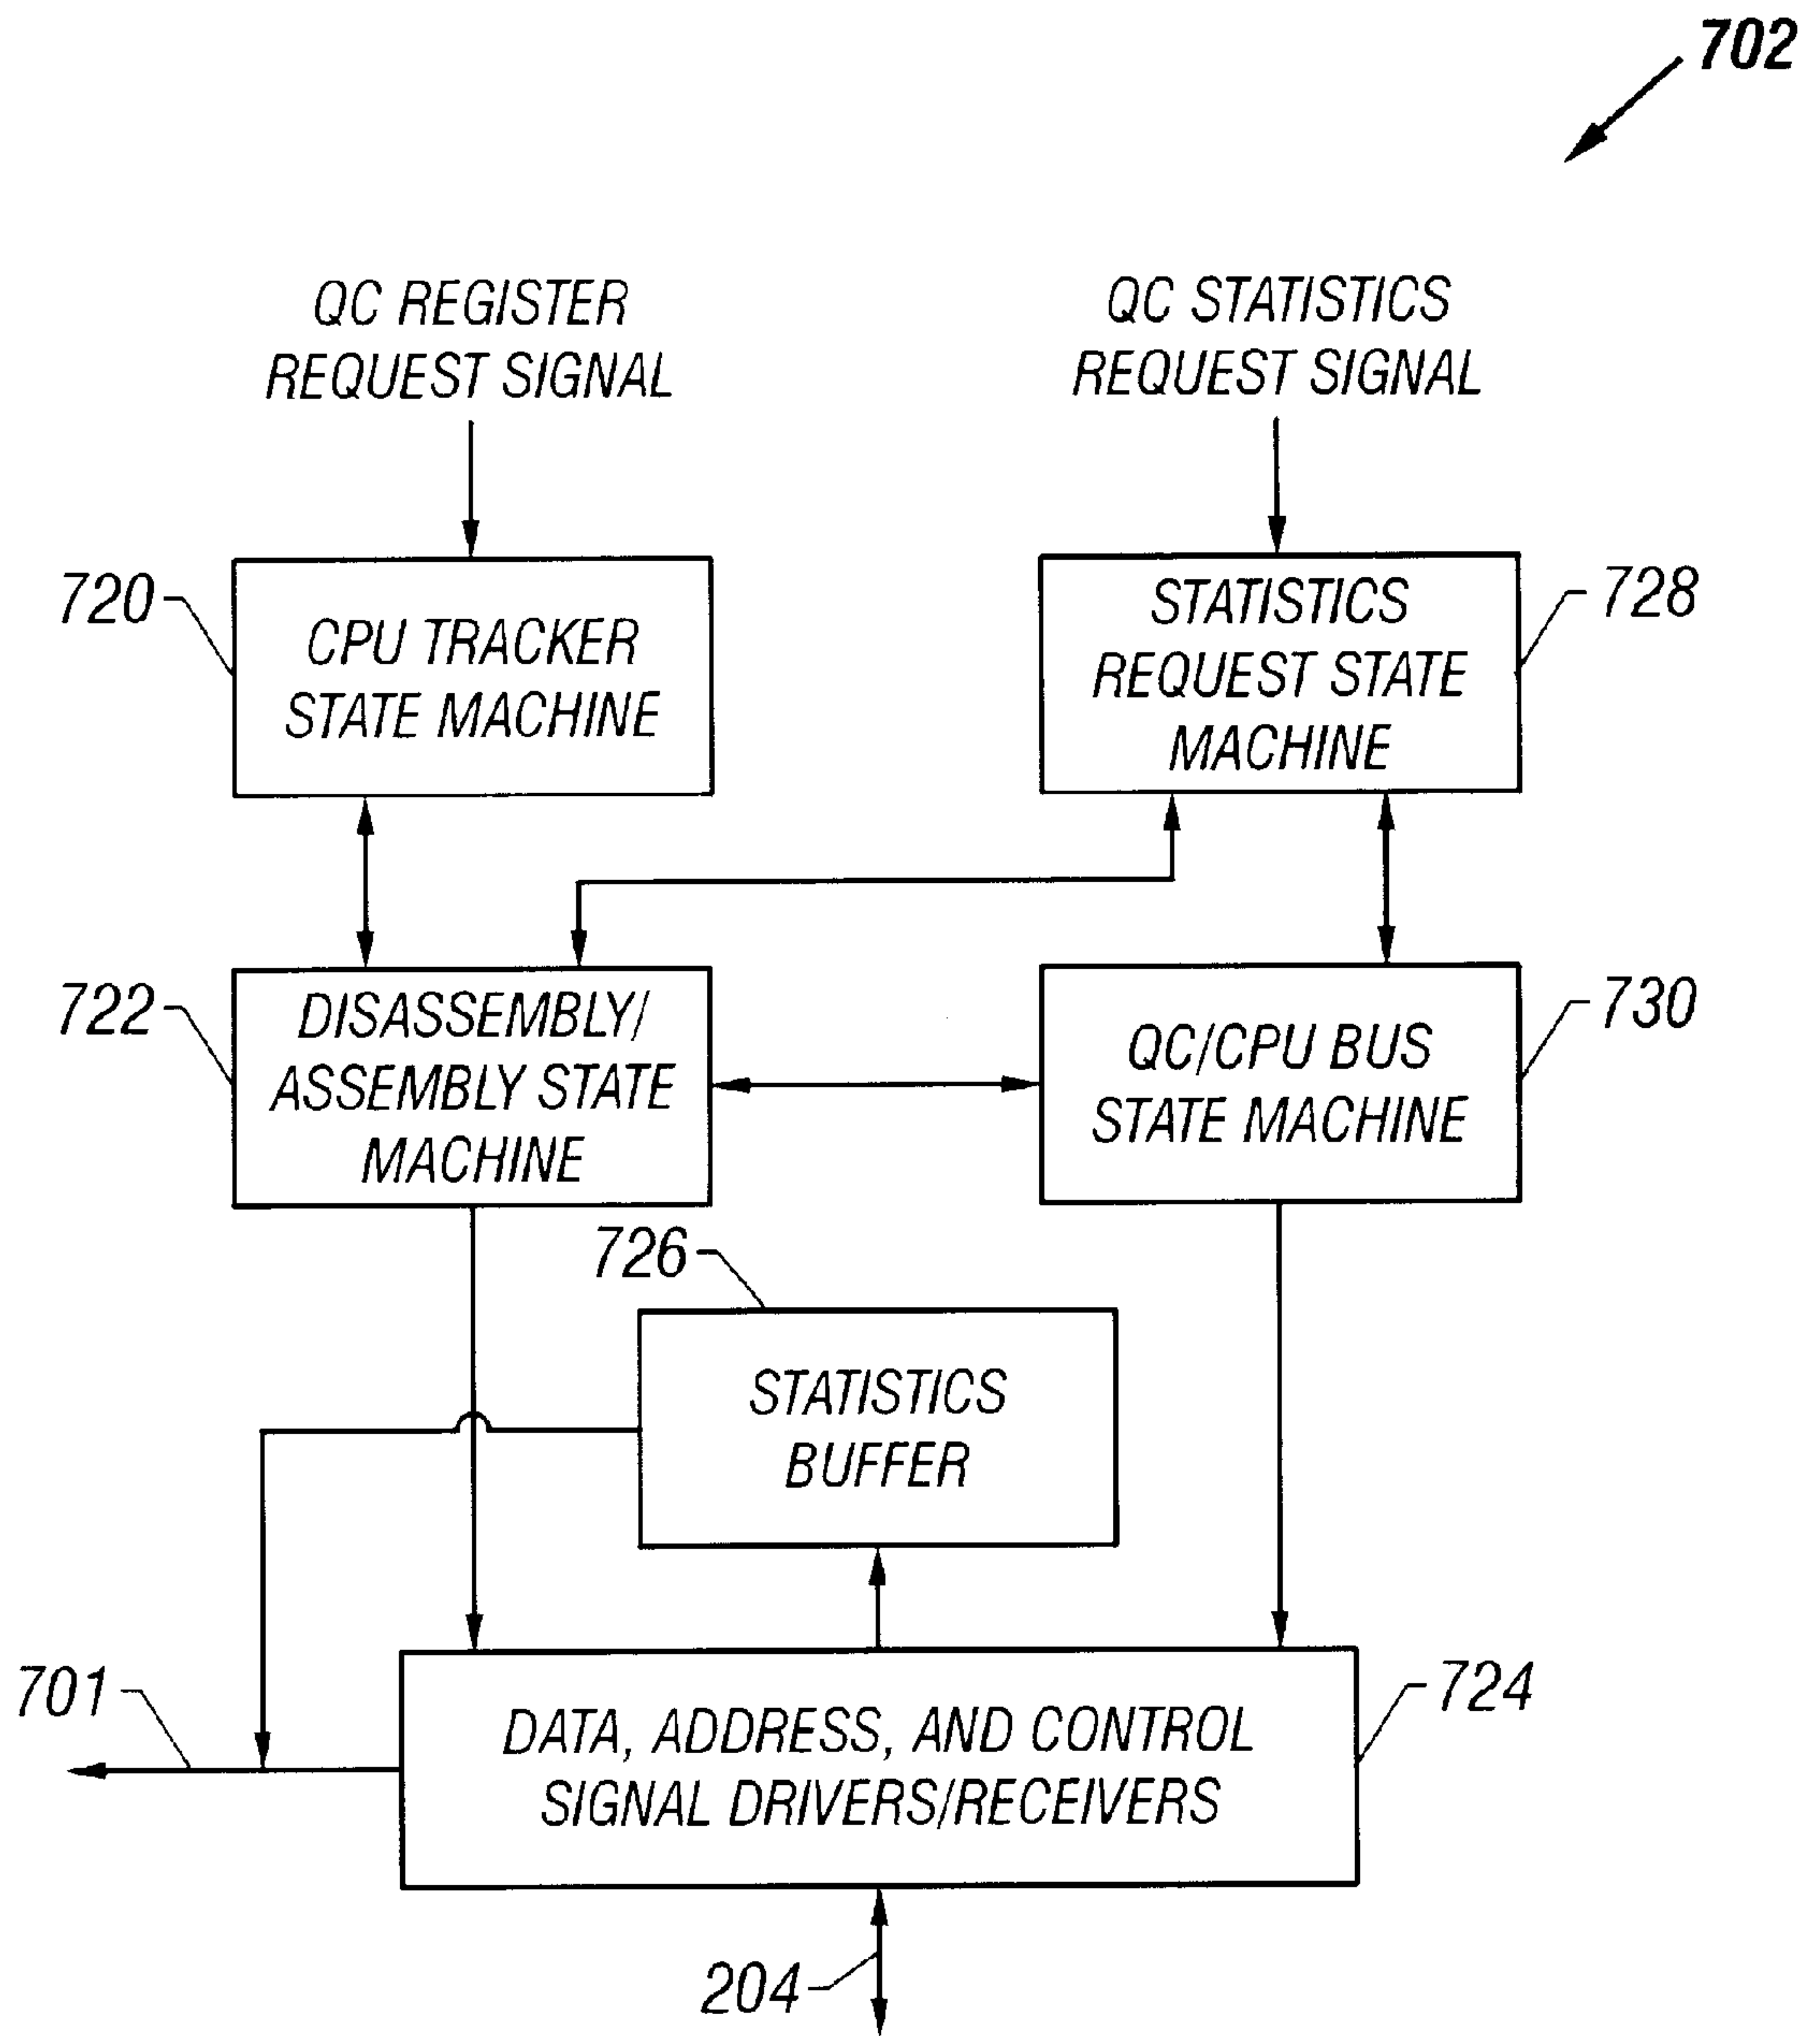 702
QC REGISTER
REQUEST SIGNAL
QC STATISTICS
REQUEST SIGNAL
720
CPU TRACKER
STATE MACHINE
STATISTICS
REQUEST STATE
MACHINE
728
722
DISASSEMBLY/
ASSEMBLY STATE
MACHINE
QC/CPU BUS
STATE MACHINE
730
726
STATISTICS
BUFFER
701
DATA, ADDRESS, AND CONTROL
SIGNAL DRIVERS/RECEIVERS
724
204